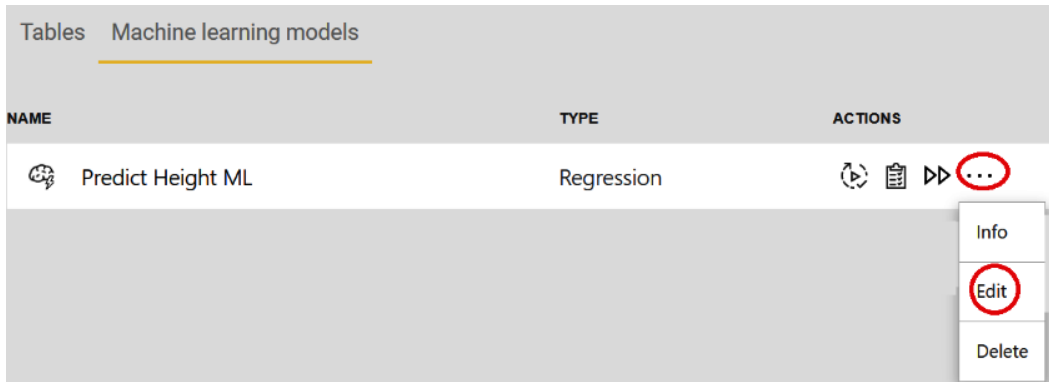 Tables Machine learning models
NAME TYPE ACTIONS
Predict Height ML Regression ...
Info
Edit
Delete